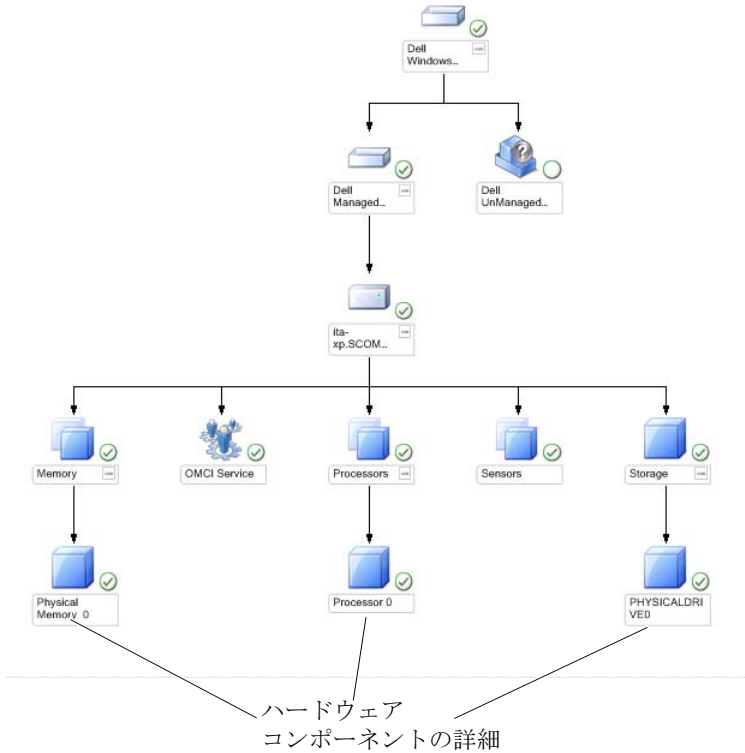 Dell
Windows...
Dell
Managed...
Dell
UnManaged...
ita-
xp.SCOM...
Memory
OMCI Service
Processors
Sensors
Storage
Physical
Memory 0
Processor 0
PHYSICALDRI
VE0
ハードウェア
コンポーネントの詳細